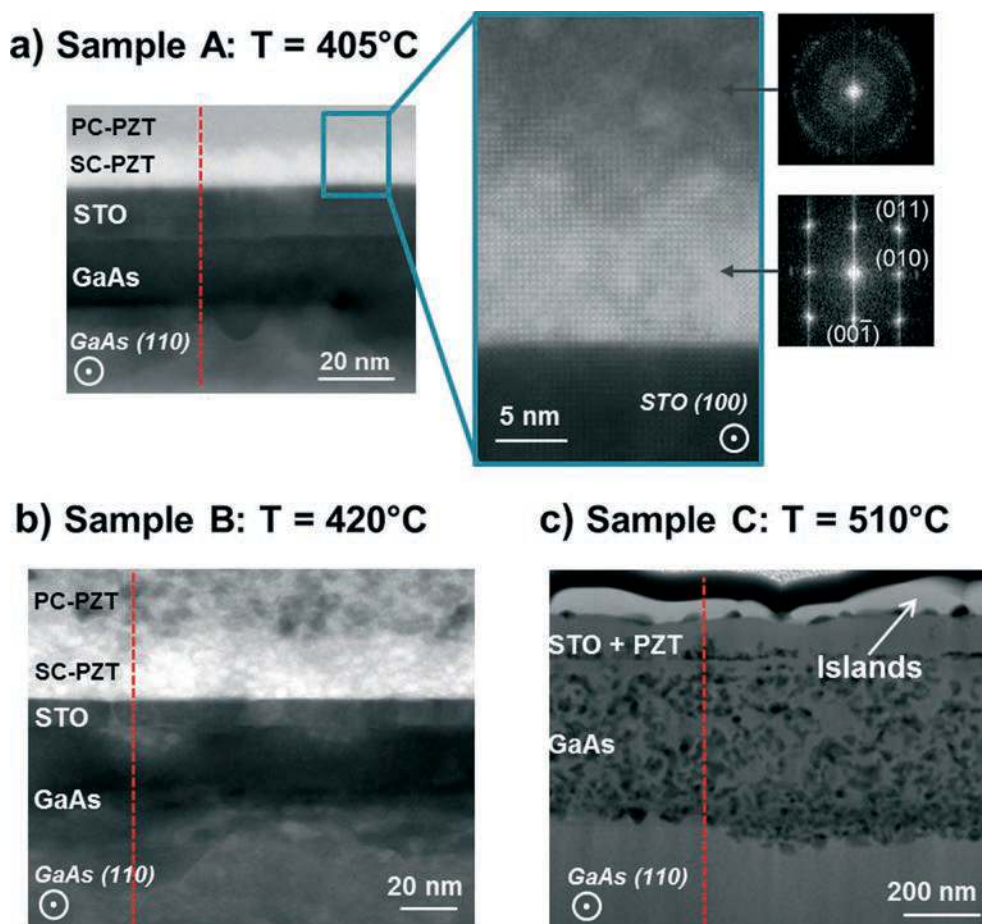 a) Sample A: T = 405°C
PC-PZT
SC-PZT
STO
GaAs
GaAs (110)
20 nm
5 nm
STO (100)
(011)
(010)
(001̄)
b) Sample B: T = 420°C
PC-PZT
SC-PZT
STO
GaAs
GaAs (110)
20 nm
c) Sample C: T = 510°C
STO + PZT
Islands
GaAs
GaAs (110)
200 nm